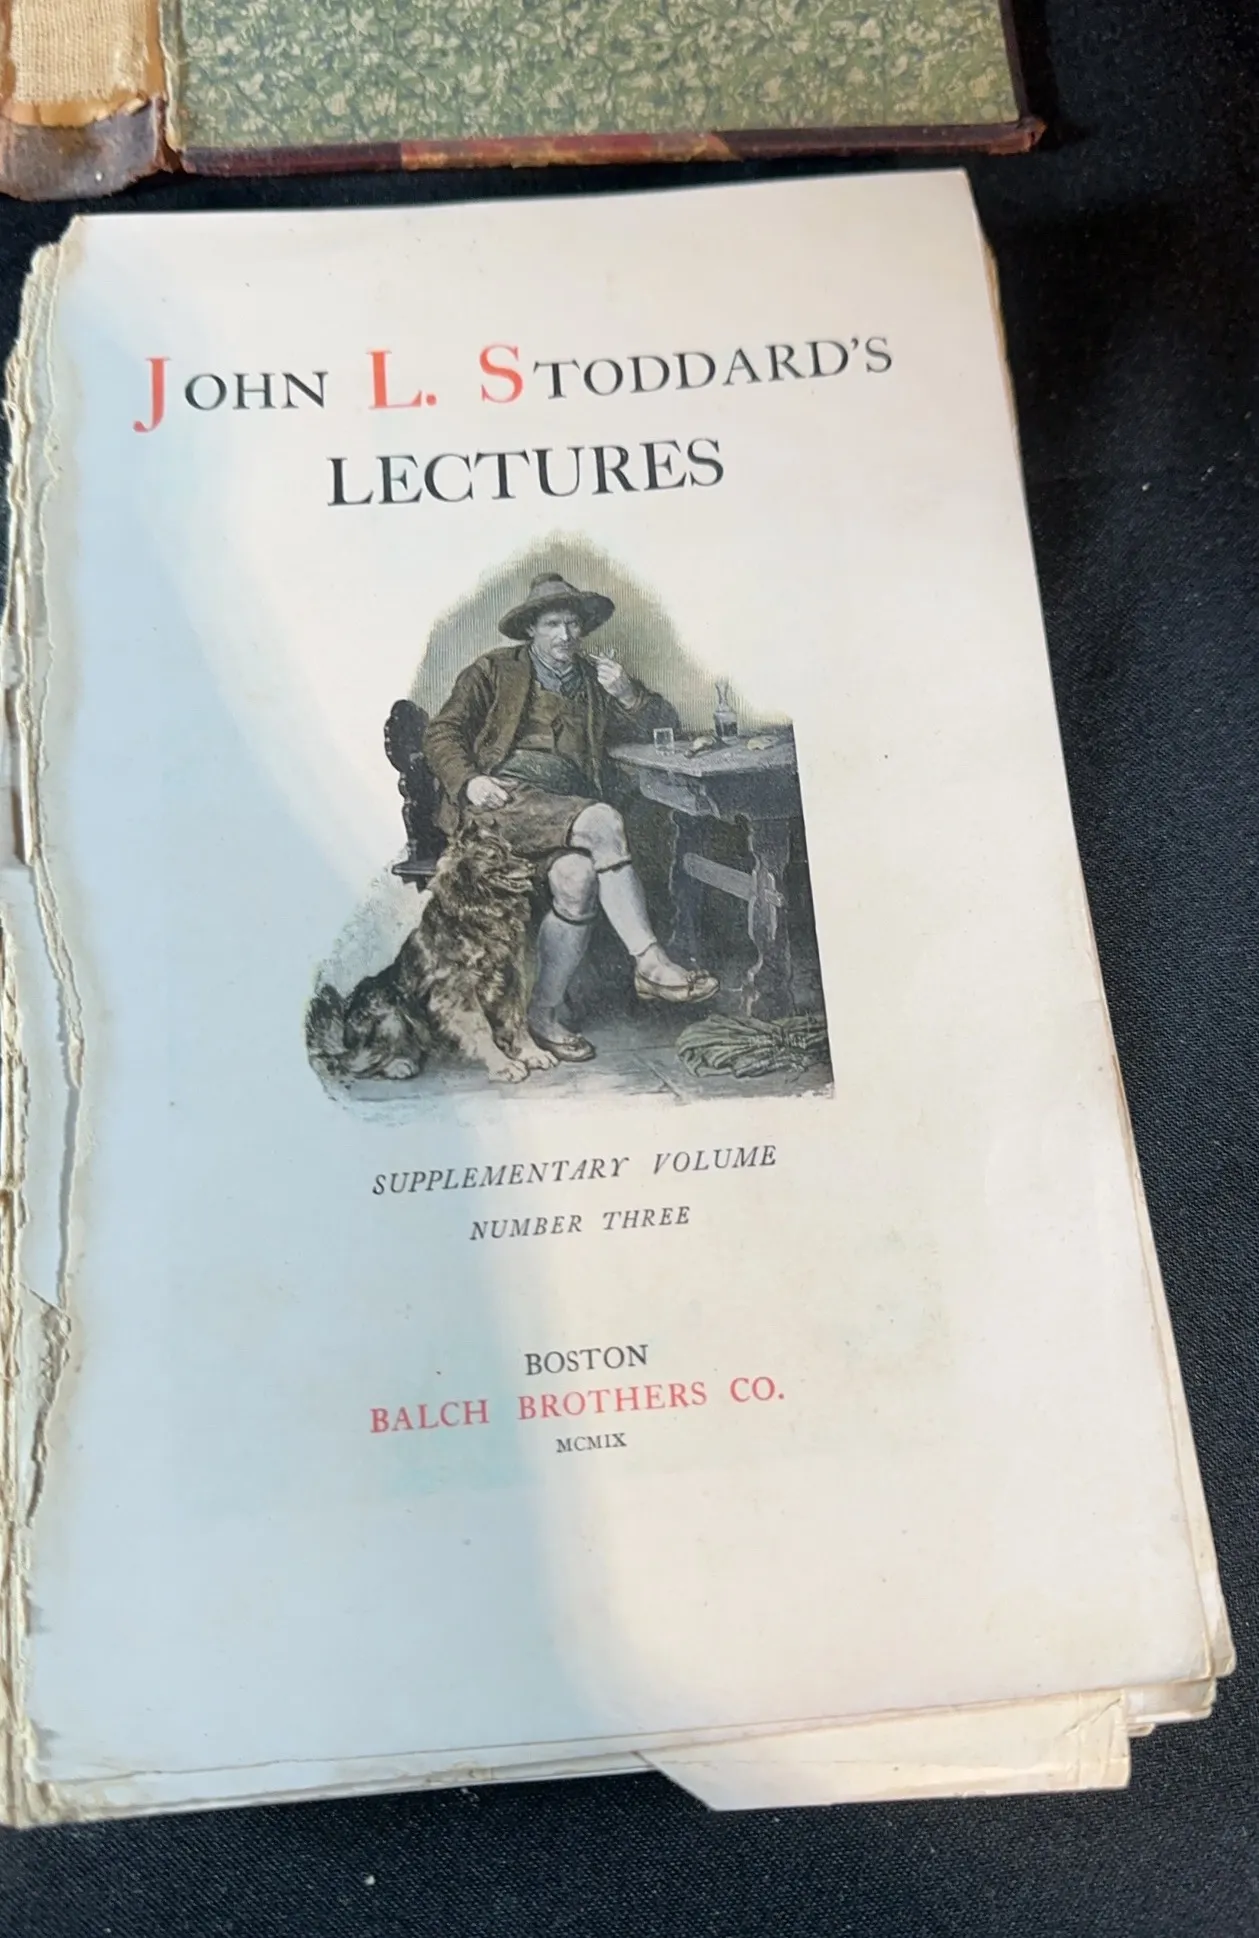 JOHN L. STODDARD'S
LECTURES
SUPPLEMENTARY VOLUME
NUMBER THREE
BOSTON
BALCH BROTHERS CO.
MCMIX